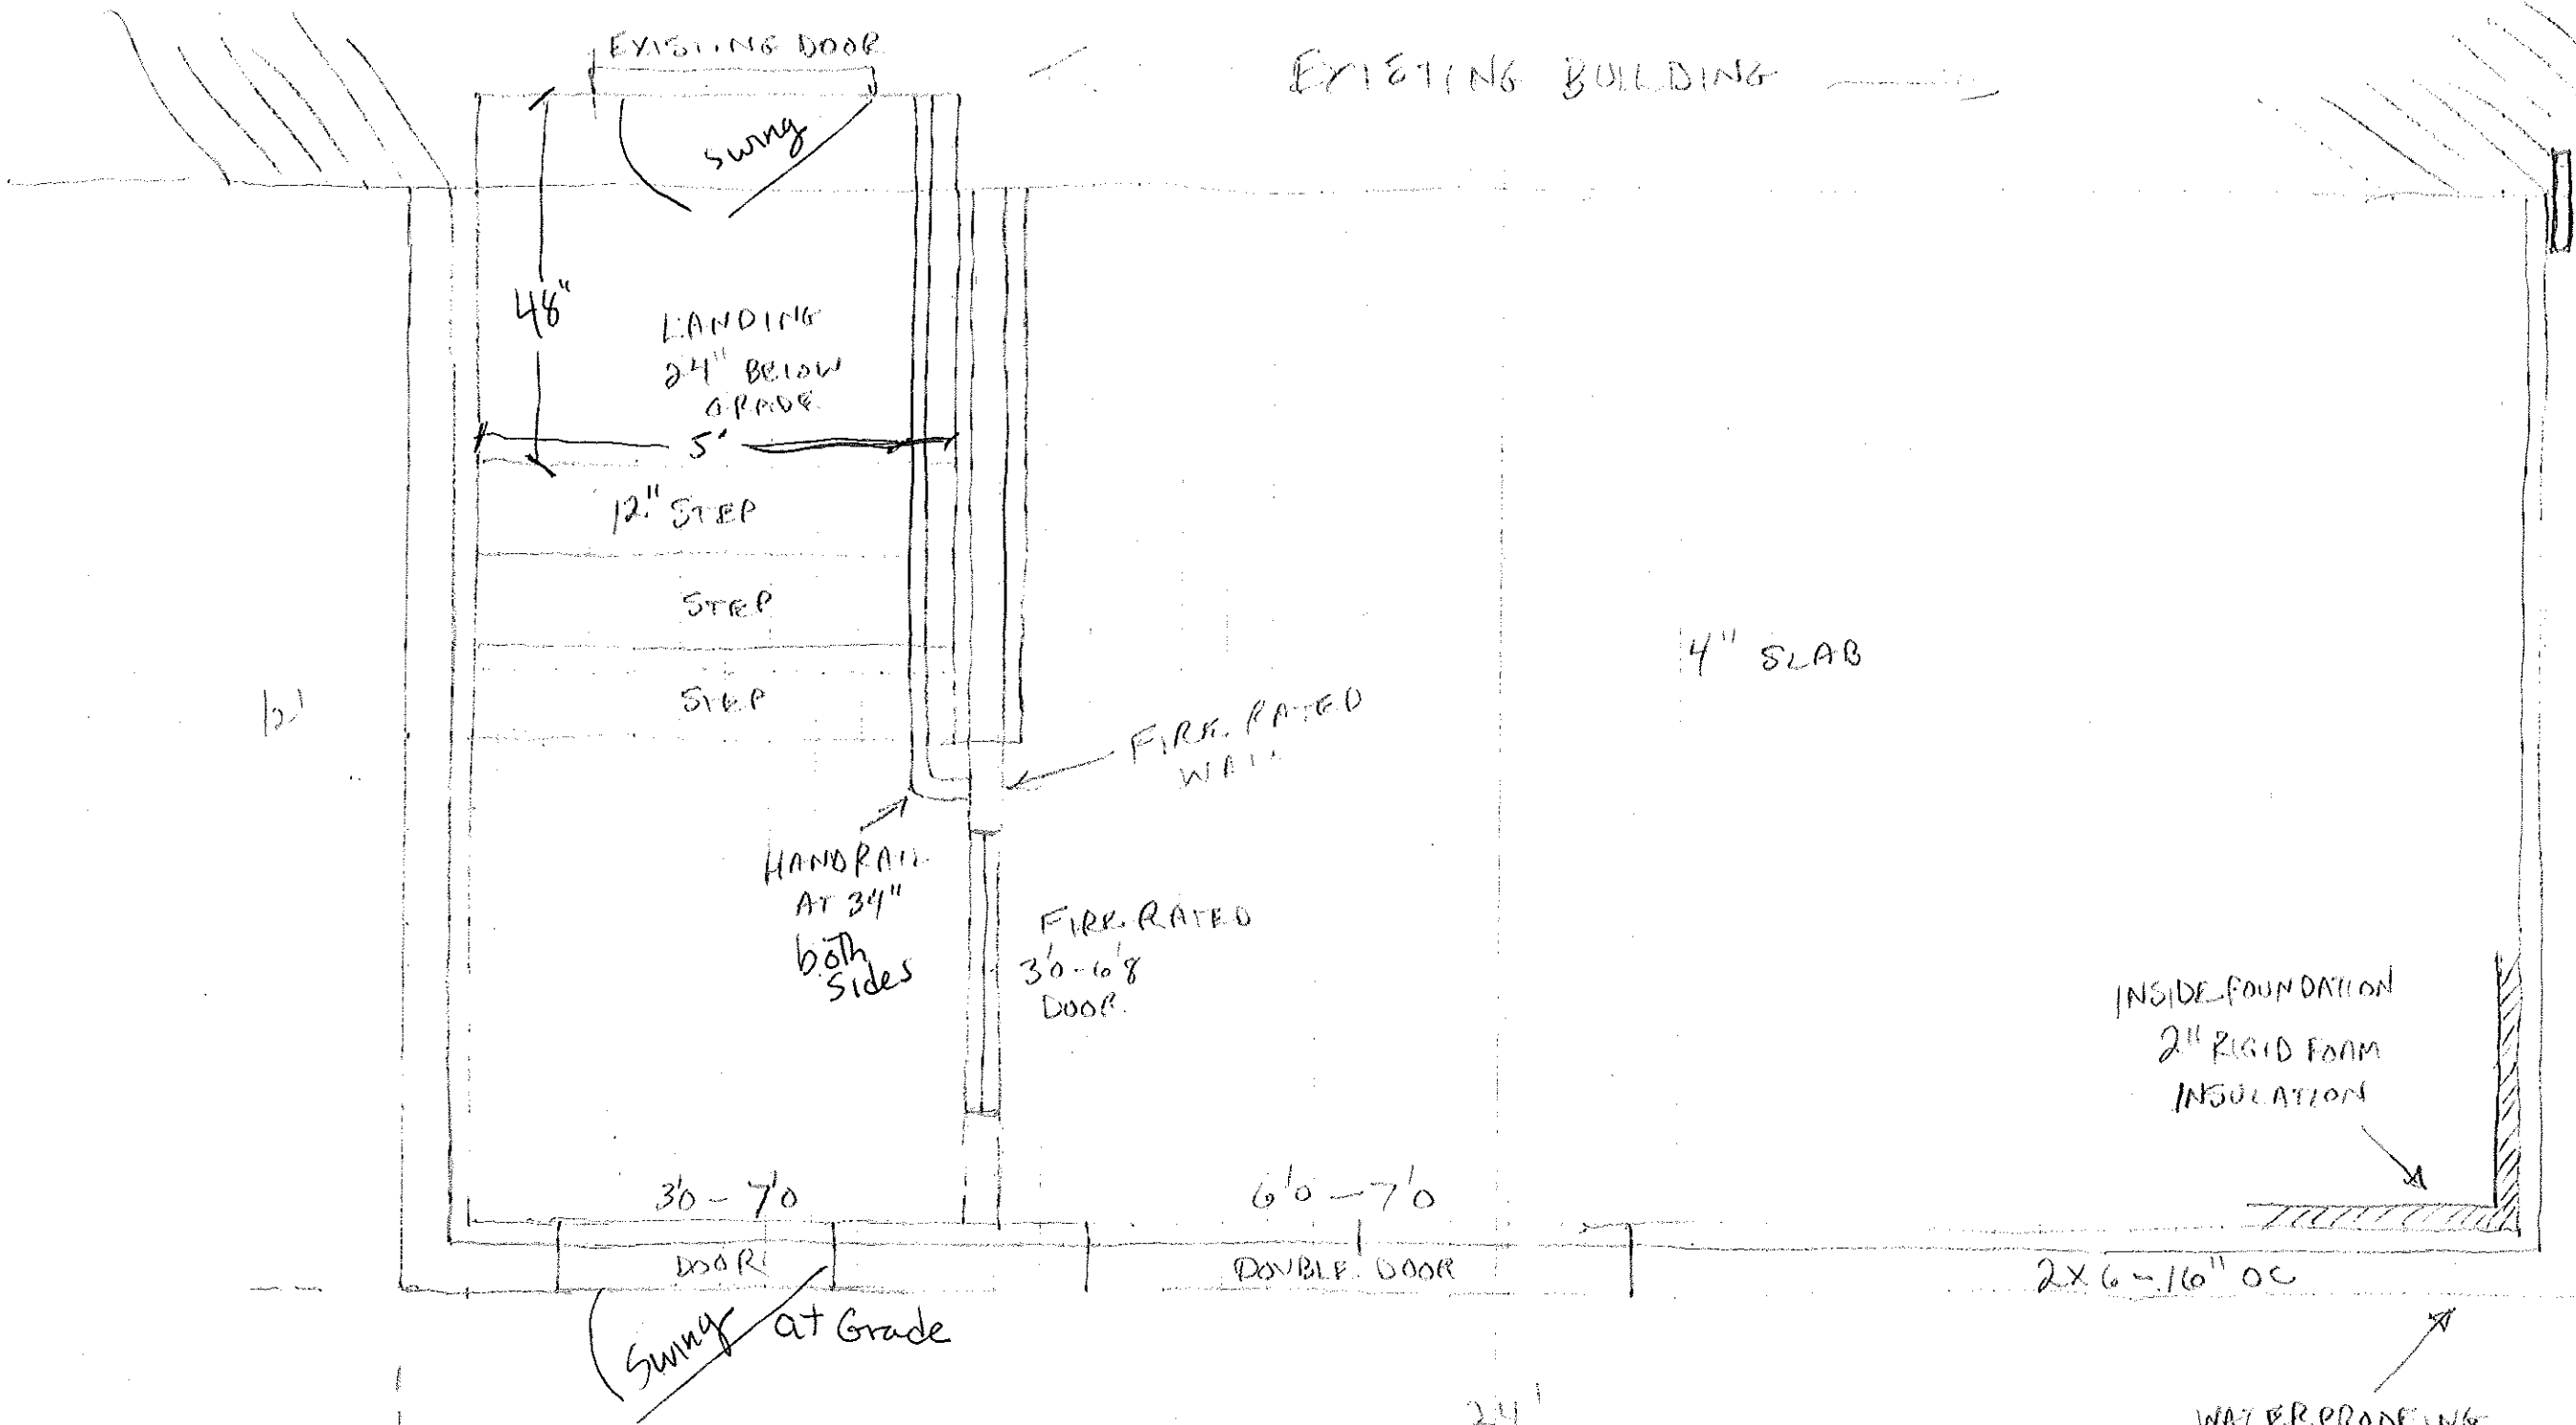 EXISTING DOOR
EXISTING BUILDING
swing
48"
LANDING
24" BELOW
GRADE
5'
12" STEP
STEP
STEP
12'
4" SLAB
FIRE RATED
WALL
HANDRAIL
AT 34"
both
sides
FIRE RATED
3'0-6'8
DOOR
INSIDE FOUNDATION
2" RIGID FOAM
INSULATION
3'0 - 7'0
6'0 - 7'0
DOOR
DOUBLE DOOR
2X6-16" OC
Swing
at Grade
24'
WATERPROOFING